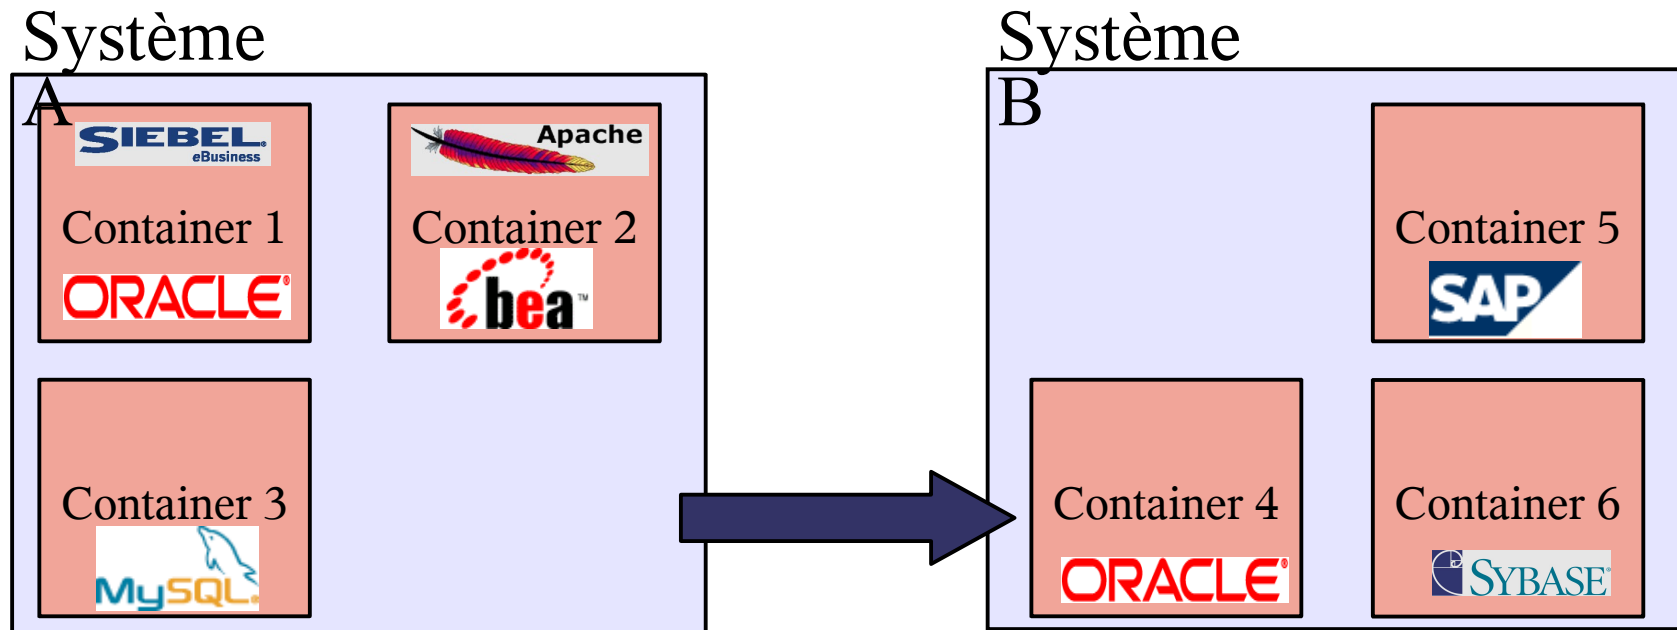 Système
A
SIEBEL®
eBusiness
Container 1
ORACLE®
Apache
Container 2
bea™
Container 3
MySQL®
Système
B
Container 5
SAP
Container 4
ORACLE®
Container 6
SYBASE®